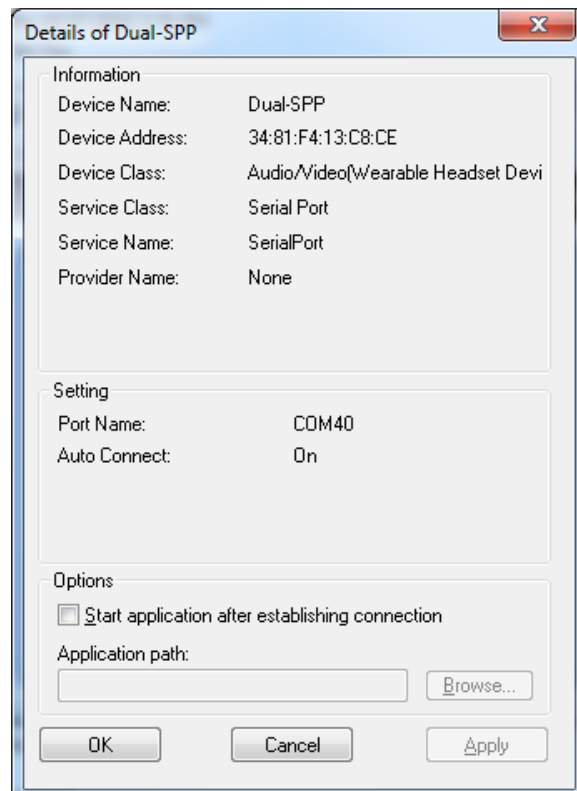 Details of Dual-SPP
Information
Device Name: Dual-SPP
Device Address: 34:81:F4:13:C8:CE
Device Class: Audio/Video(Wearable Headset Devi
Service Class: Serial Port
Service Name: SerialPort
Provider Name: None
Setting
Port Name: COM40
Auto Connect: On
Options
Start application after establishing connection
Application path:
Browse...
OK Cancel Apply